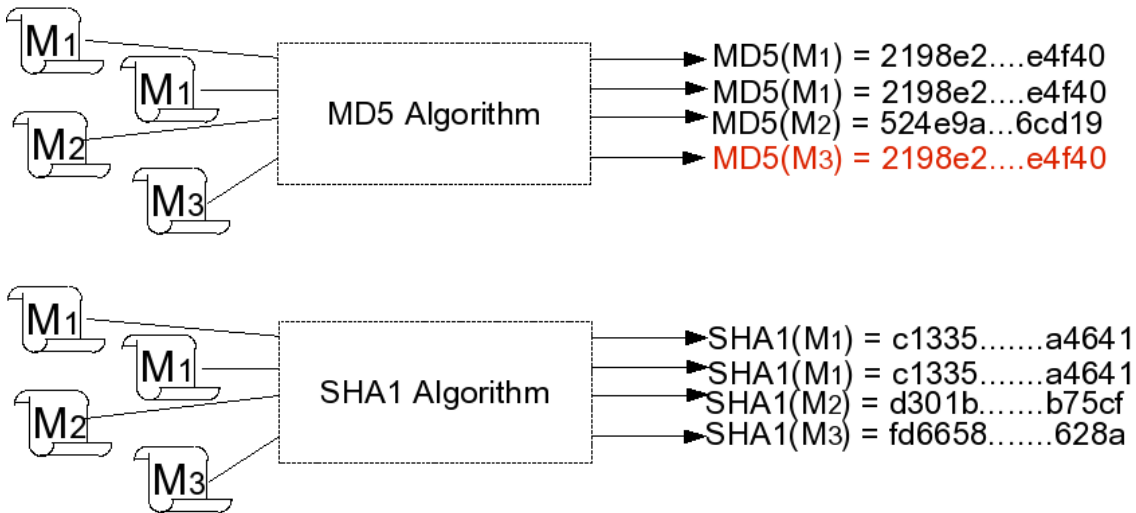 M1
M1
M2
M3
MD5 Algorithm
MD5(M1) = 2198e2....e4f40
MD5(M1) = 2198e2....e4f40
MD5(M2) = 524e9a...6cd19
MD5(M3) = 2198e2....e4f40
M1
M1
M2
M3
SHA1 Algorithm
SHA1(M1) = c1335.......a4641
SHA1(M1) = c1335.......a4641
SHA1(M2) = d301b.......b75cf
SHA1(M3) = fd6658.......628a